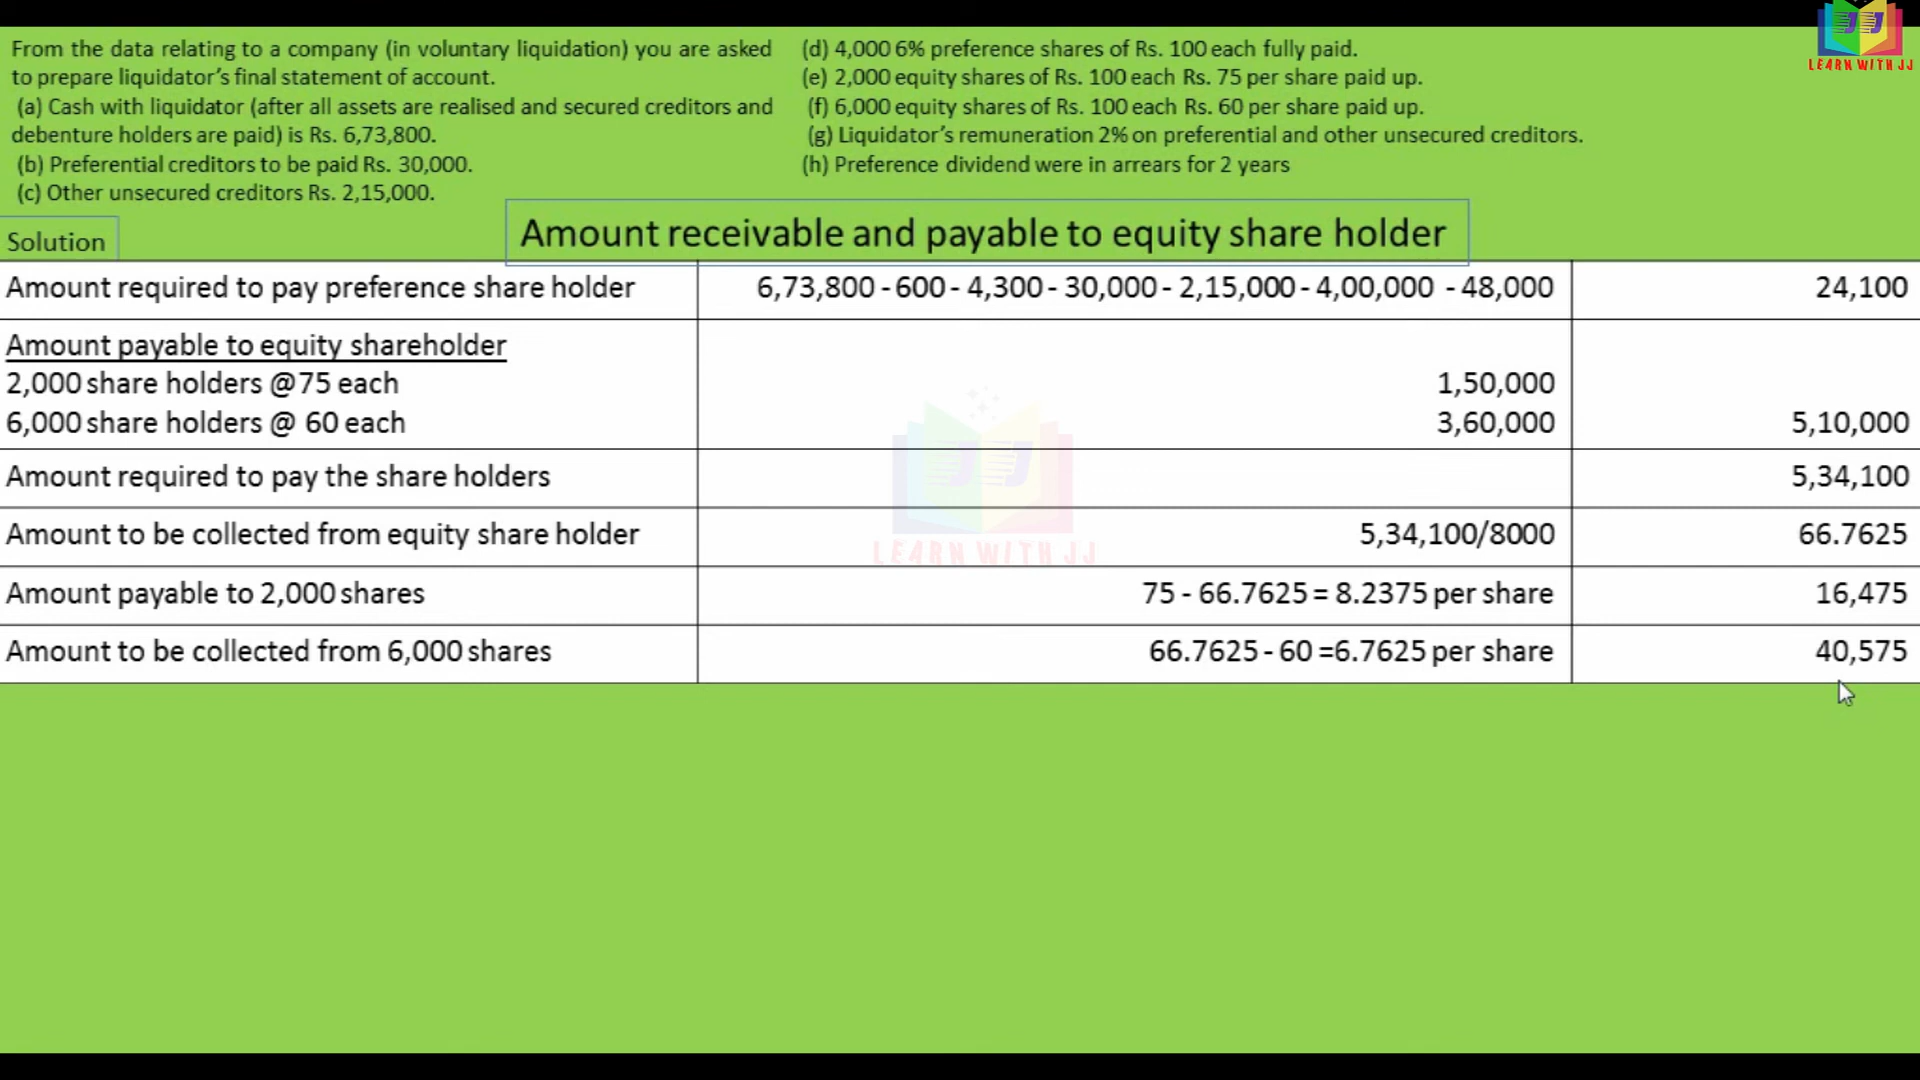 From the data relating to a company (in voluntary liquidation) you are asked
to prepare liquidator's final statement of account.
(a) Cash with liquidator (after all assets are realised and secured creditors and
debenture holders are paid) is Rs. 6,73,800.
(b) Preferential creditors to be paid Rs. 30,000.
(c) Other unsecured creditors Rs. 2,15,000.
(d) 4,000 6% preference shares of Rs. 100 each fully paid.
(e) 2,000 equity shares of Rs. 100 each Rs. 75 per share paid up.
(f) 6,000 equity shares of Rs. 100 each Rs. 60 per share paid up.
(g) Liquidator's remuneration 2% on preferential and other unsecured creditors.
(h) Preference dividend were in arrears for 2 years
JJ
LEARN WITH JJ
Solution
Amount receivable and payable to equity share holder
Amount required to pay preference share holder 6,73,800 - 600 - 4,300 - 30,000 - 2,15,000 - 4,00,000 - 48,000 24,100
Amount payable to equity shareholder
2,000 share holders @75 each 1,50,000
6,000 share holders @ 60 each 3,60,000 5,10,000
Amount required to pay the share holders 5,34,100
Amount to be collected from equity share holder 5,34,100/8000 66.7625
Amount payable to 2,000 shares 75 - 66.7625 = 8.2375 per share 16,475
Amount to be collected from 6,000 shares 66.7625 - 60 =6.7625 per share 40,575
JJ
LEARN WITH JJ